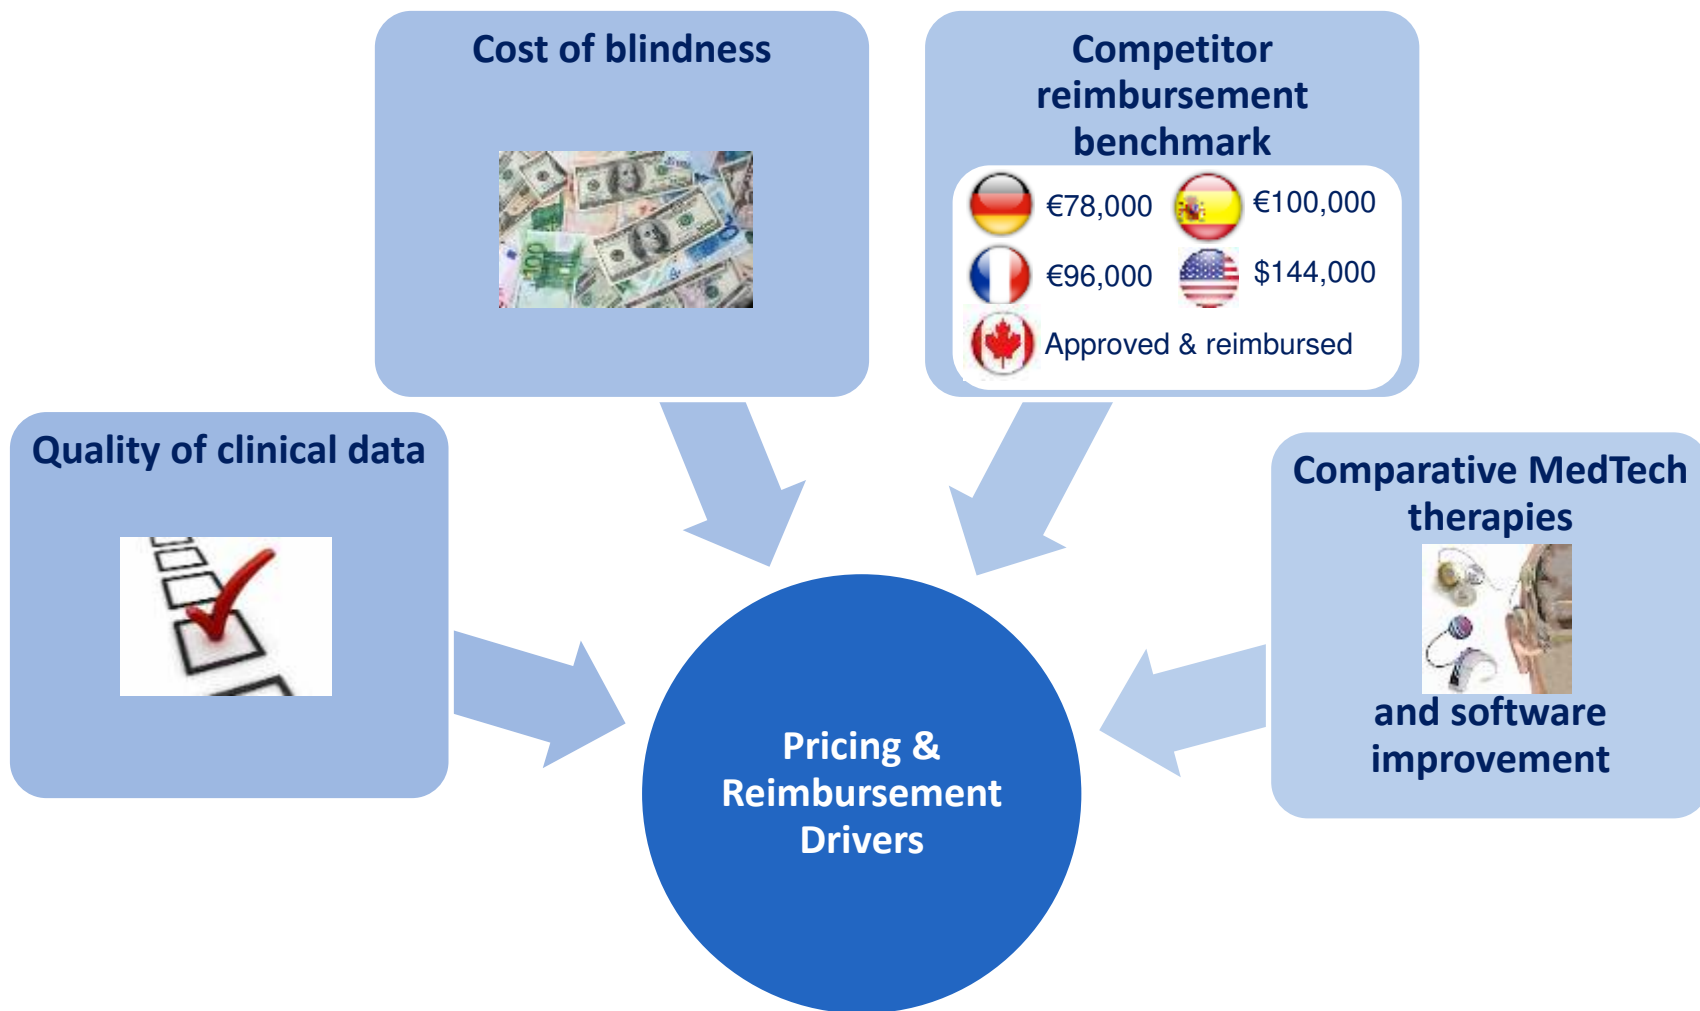 Cost of blindness
Competitor
reimbursement
benchmark
€78,000
€100,000
€96,000
$144,000
Approved & reimbursed
Quality of clinical data
Comparative MedTech
therapies
and software
improvement
Pricing &
Reimbursement
Drivers
100